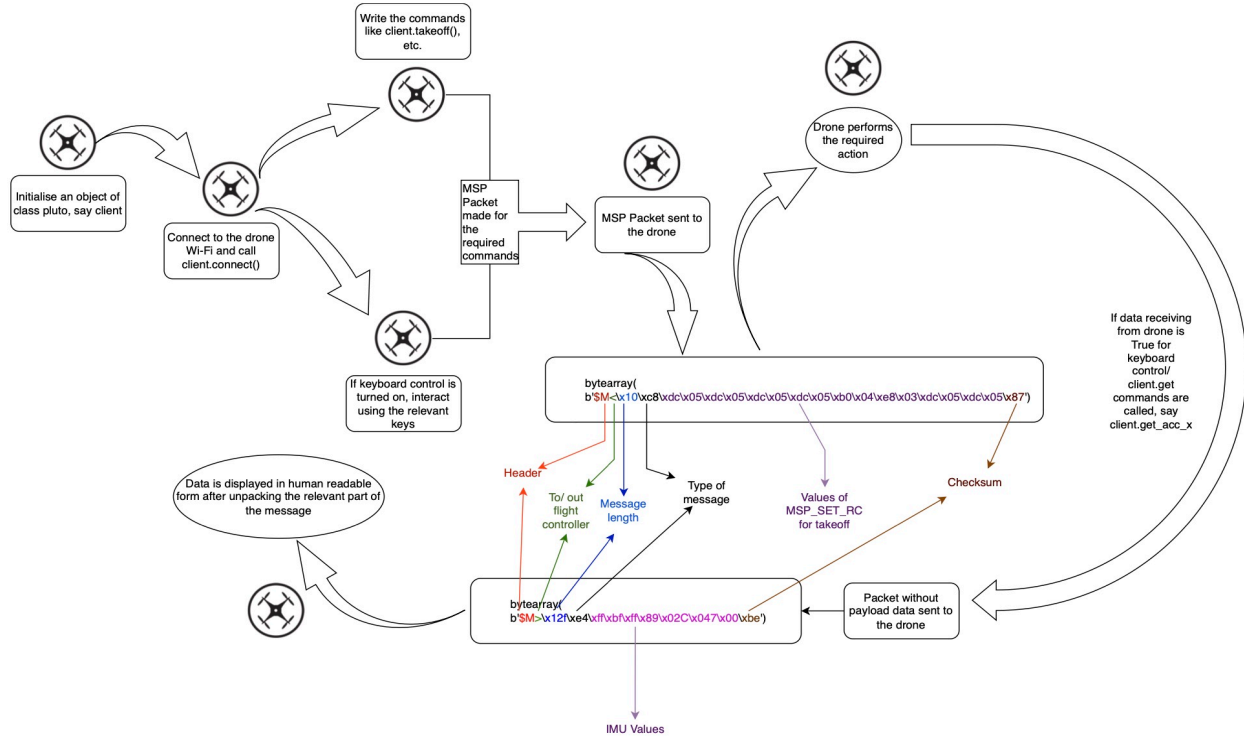 Write the commands
like client.takeoff(),
etc.
Initialise an object of
class pluto, say client
Connect to the drone
Wi-Fi and call
client.connect()
If keyboard control is
turned on, interact
using the relevant
keys
MSP
Packet
made for
the
required
commands
MSP Packet sent to
the drone
Drone performs
the required
action
If data receiving
from drone is
True for
keyboard
control/
client.get
commands are
called, say
client.get_acc_x
bytearray(
b'$M<\x10\xc8\xdc\x05\xdc\x05\xdc\x05\xdc\x05\xb0\x04\xe8\x03\xdc\x05\xdc\x05\x87')
Header
To/ out
flight
controller
Message
length
Type of
message
Values of
MSP_SET_RC
for takeoff
Checksum
Data is displayed in human readable
form after unpacking the relevant part of
the message
bytearray(
b'$M>\x12f\xe4\xff\xbf\xff\x89\x02C\x047\x00\xbe')
Packet without
payload data sent to
the drone
IMU Values